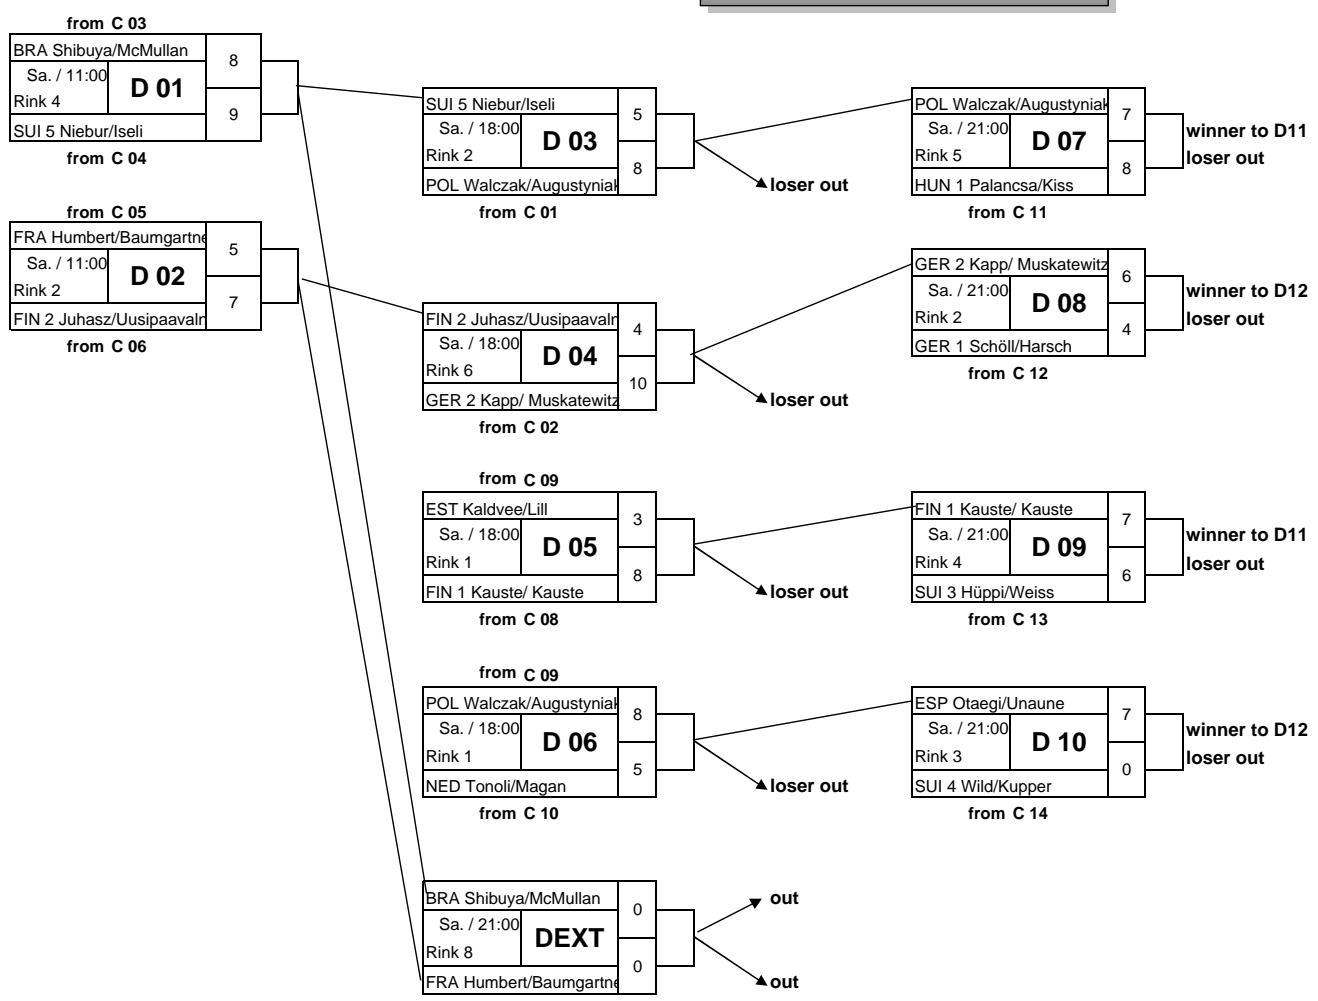 from C 03
BRA Shibuya/McMullan
8
Sa. / 11:00
D 01
Rink 4
9
SUI 5 Niebur/Iseli
from C 04
from C 05
FRA Humbert/Baumgartne
5
Sa. / 11:00
D 02
Rink 2
7
FIN 2 Juhasz/Uusipaavaln
from C 06
SUI 5 Niebur/Iseli
5
Sa. / 18:00
D 03
Rink 2
8
POL Walczak/Augustyniak
loser out
from C 01
FIN 2 Juhasz/Uusipaavaln
4
Sa. / 18:00
D 04
Rink 6
10
GER 2 Kapp/ Muskatewitz
loser out
from C 02
from C 09
EST Kaldvee/Lill
3
Sa. / 18:00
D 05
Rink 1
8
FIN 1 Kauste/ Kauste
loser out
from C 08
from C 09
POL Walczak/Augustyniak
8
Sa. / 18:00
D 06
Rink 1
5
NED Tonoli/Magan
loser out
from C 10
BRA Shibuya/McMullan
0
out
Sa. / 21:00
DEXT
Rink 8
0
FRA Humbert/Baumgartne
out
POL Walczak/Augustyniak
7
Sa. / 21:00
D 07
Rink 5
8
HUN 1 Palancsa/Kiss
winner to D11
loser out
from C 11
GER 2 Kapp/ Muskatewitz
6
Sa. / 21:00
D 08
Rink 2
4
GER 1 Schöll/Harsch
winner to D12
loser out
from C 12
FIN 1 Kauste/ Kauste
7
Sa. / 21:00
D 09
Rink 4
6
SUI 3 Hüppi/Weiss
winner to D11
loser out
from C 13
ESP Otaegi/Unaune
7
Sa. / 21:00
D 10
Rink 3
0
SUI 4 Wild/Kupper
winner to D12
loser out
from C 14